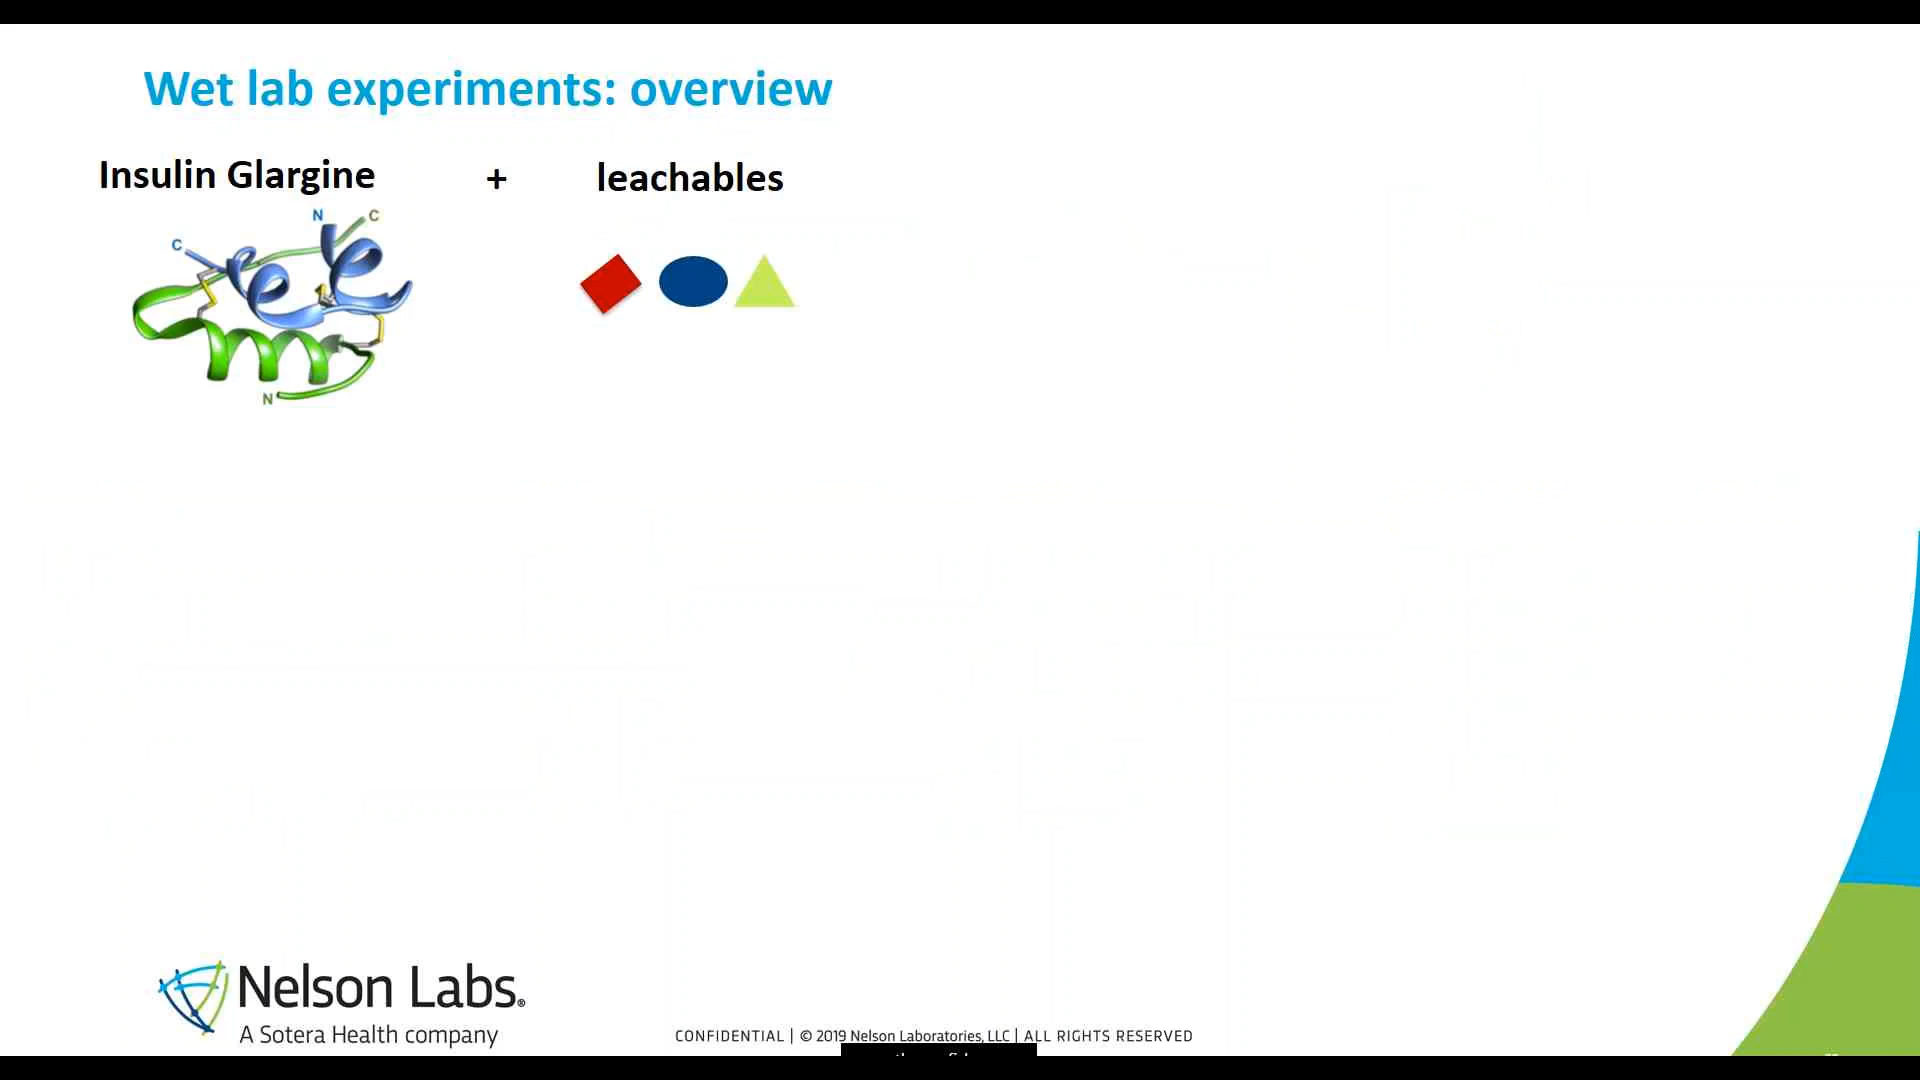 Wet lab experiments: overview
Insulin Glargine + leachables
N C
C
N
Nelson Labs®
A Sotera Health company
CONFIDENTIAL | © 2019 Nelson Laboratories, LLC | ALL RIGHTS RESERVED